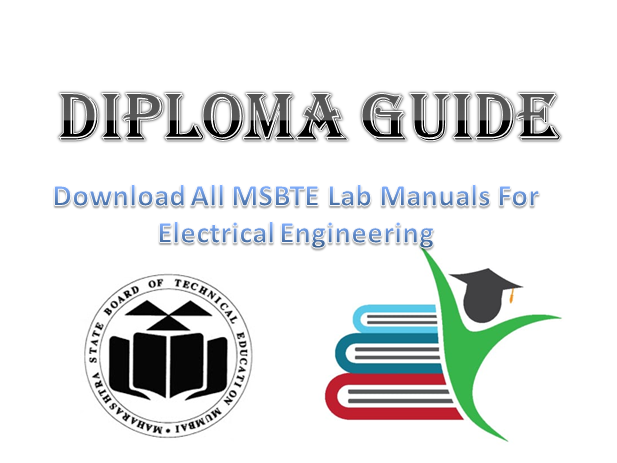 DIPLOMA GUIDE
Download All MSBTE Lab Manuals For
Electrical Engineering
MAHARASHTRA STATE BOARD OF TECHNICAL EDUCATION MUMBAI •